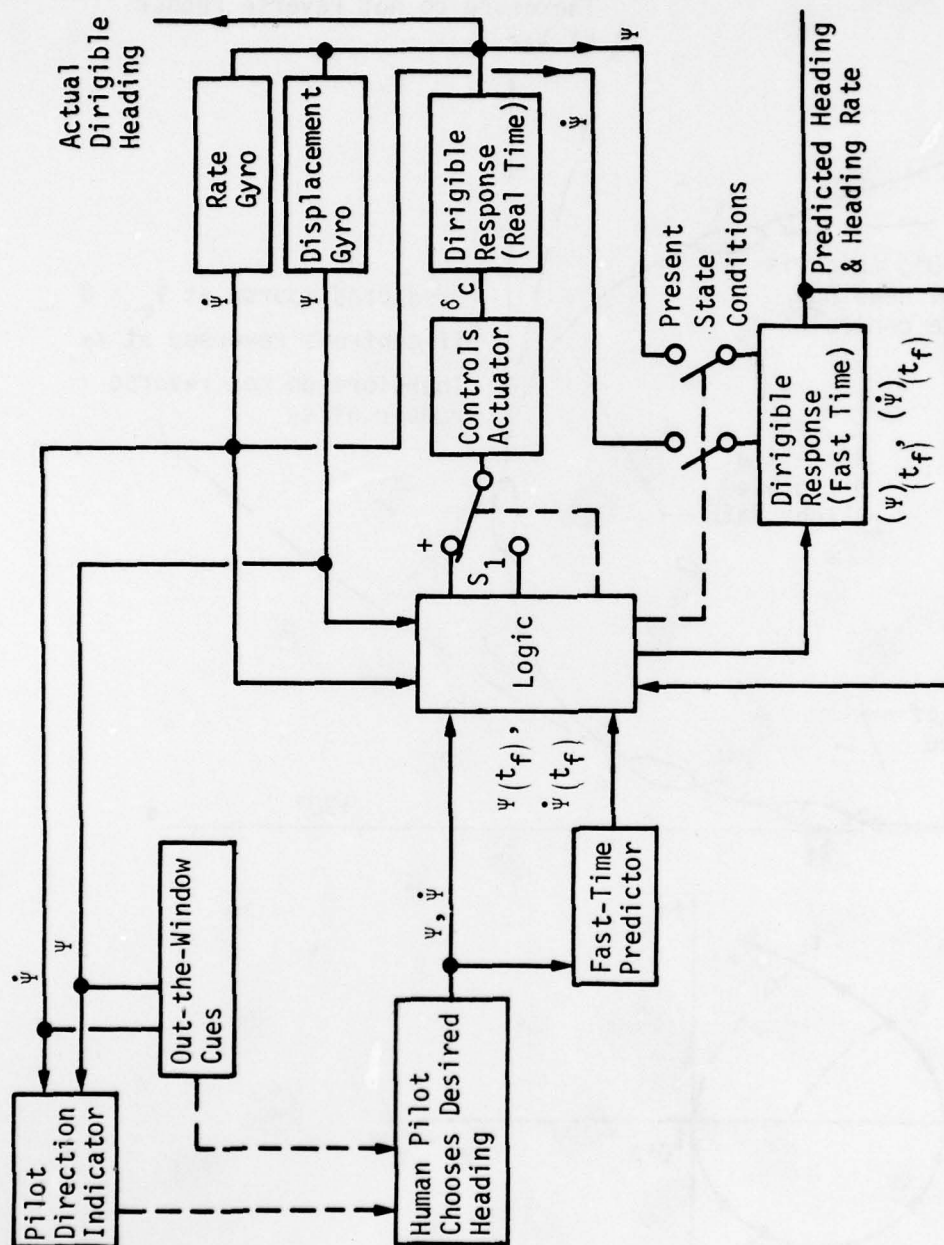 Actual
Dirigible
Heading
Rate
Gyro
Displacement
Gyro
ψ̇
ψ
Dirigible
Response
(Real Time)
δc
Controls
Actuator
+
S1
Logic
ψ
ψ̇
Present
State
Conditions
Dirigible
Response
(Fast Time)
Predicted Heading
& Heading Rate
(ψ)(tf), (ψ̇)(tf)
ψ(tf),
ψ̇(tf)
Fast-Time
Predictor
ψ, ψ̇
Human Pilot
Chooses Desired
Heading
Out-the-Window
Cues
ψ̇
ψ
Pilot
Direction
Indicator